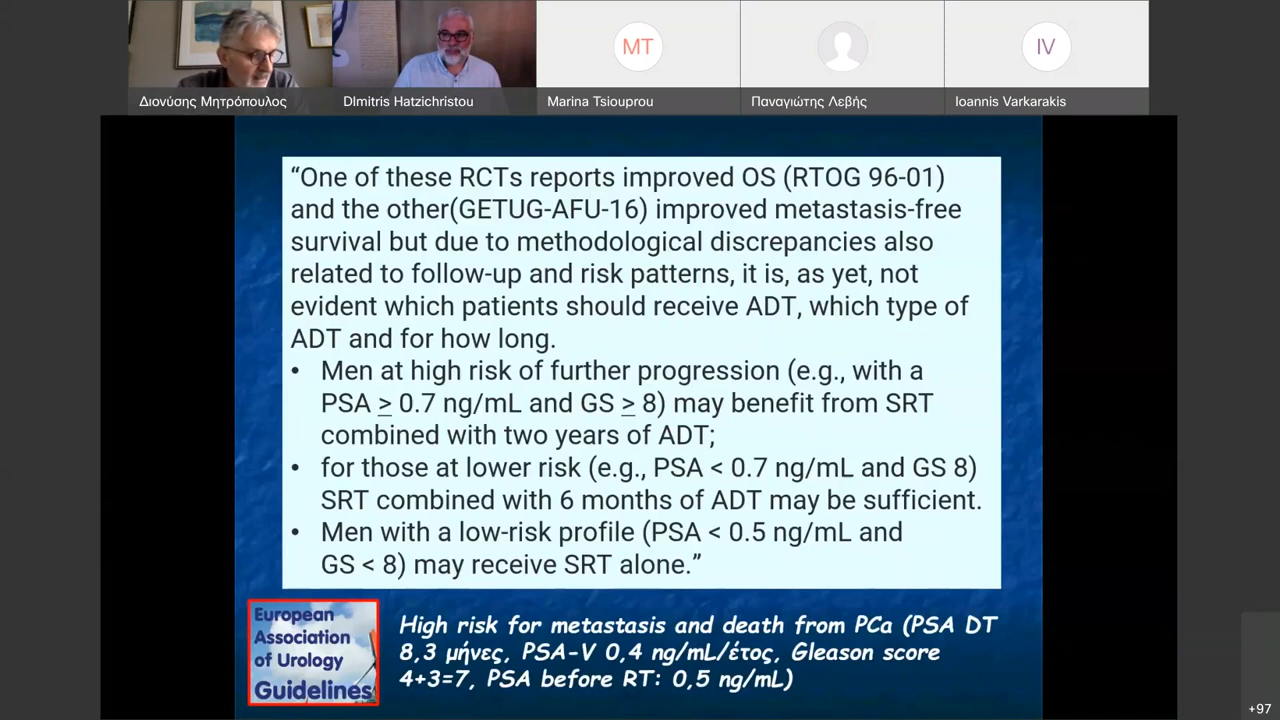 MT
IV
Διονύσης Μητρόπουλος
DImitris Hatzichristou
Marina Tsiouprou
Παναγιώτης Λεβής
Ioannis Varkarakis
“One of these RCTs reports improved OS (RTOG 96-01)
and the other(GETUG-AFU-16) improved metastasis-free
survival but due to methodological discrepancies also
related to follow-up and risk patterns, it is, as yet, not
evident which patients should receive ADT, which type of
ADT and for how long.
• Men at high risk of further progression (e.g., with a
PSA ≥ 0.7 ng/mL and GS ≥ 8) may benefit from SRT
combined with two years of ADT;
• for those at lower risk (e.g., PSA < 0.7 ng/mL and GS 8)
SRT combined with 6 months of ADT may be sufficient.
• Men with a low-risk profile (PSA < 0.5 ng/mL and
GS < 8) may receive SRT alone.”
European
Association
of Urology
Guidelines
High risk for metastasis and death from PCa (PSA DT
8,3 μήνες, PSA-V 0,4 ng/mL/έτος, Gleason score
4+3=7, PSA before RT: 0,5 ng/mL)
+97